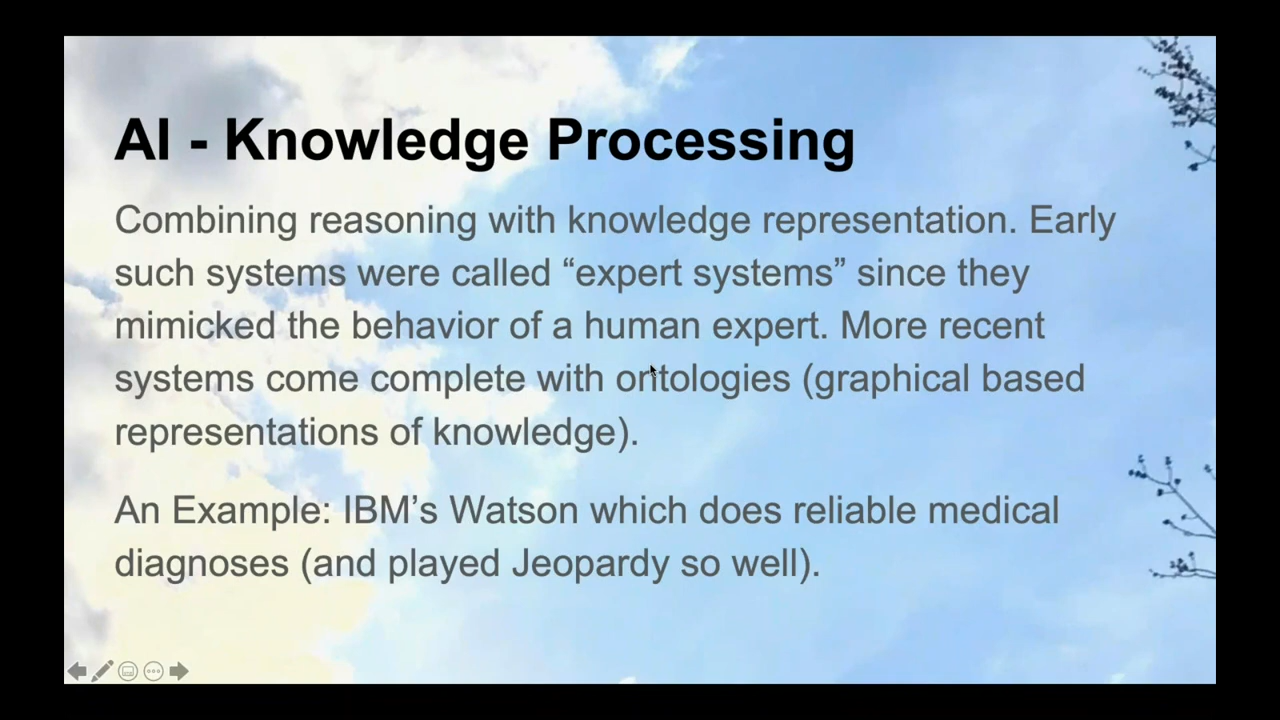 AI - Knowledge Processing
Combining reasoning with knowledge representation. Early
such systems were called “expert systems” since they
mimicked the behavior of a human expert. More recent
systems come complete with ontologies (graphical based
representations of knowledge).
An Example: IBM’s Watson which does reliable medical
diagnoses (and played Jeopardy so well).